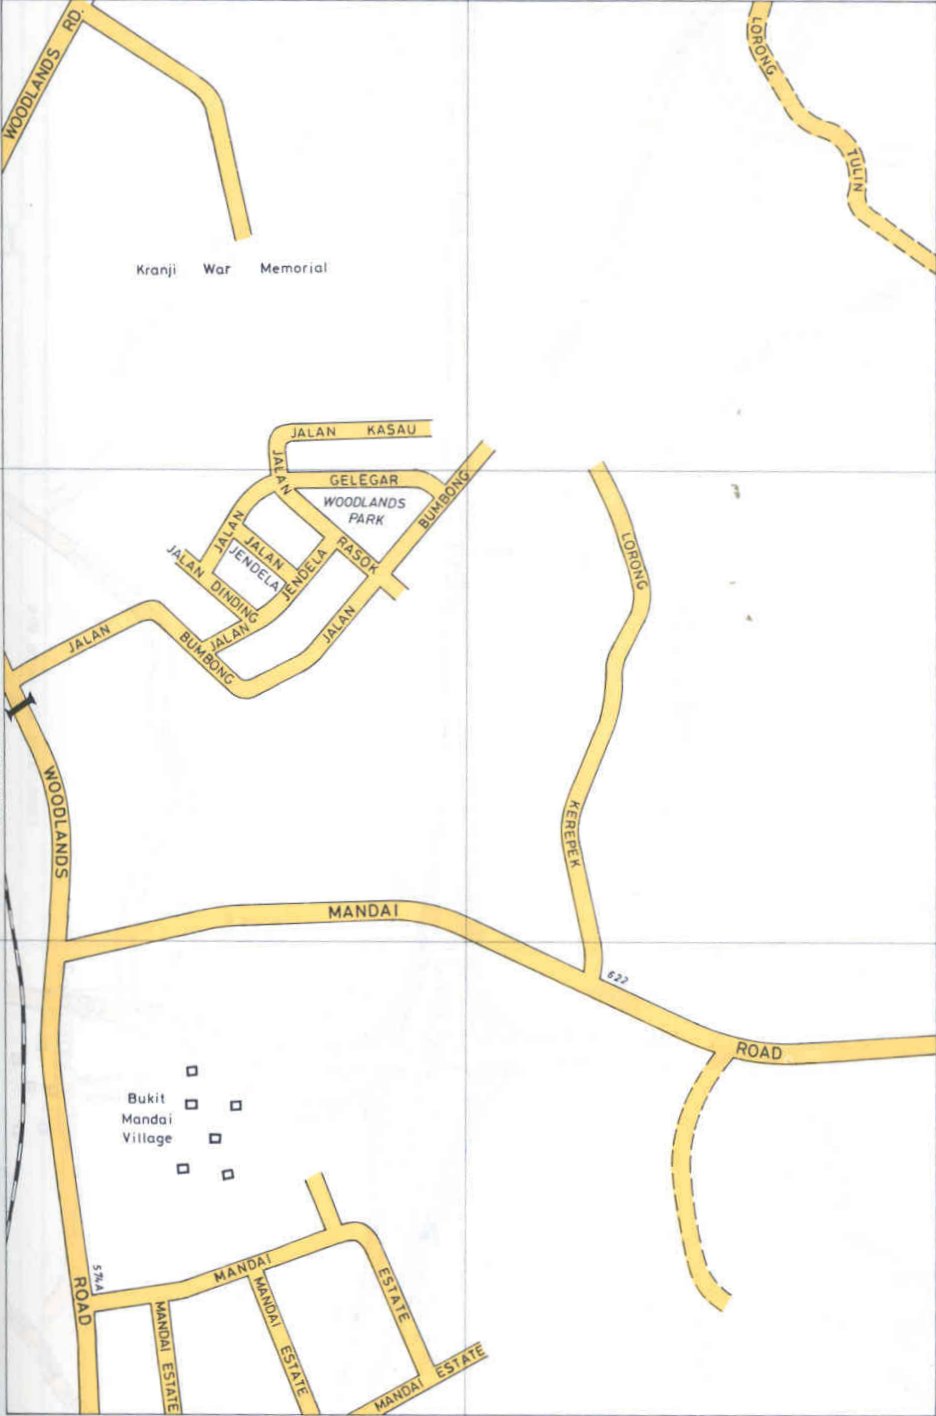 WOODLANDS RD.
LORONG TULIN
Kranji War Memorial
JALAN KASAU
JALAN
GELEGAR
WOODLANDS
PARK
BUMBONG
JALAN
RASOK
JALAN
JENDELA
JENDELA
JALAN
DINDING
JALAN
JALAN
JALAN
BUMBONG
LORONG
KEREPEK
WOODLANDS
MANDAI
622
ROAD
Bukit
Mandai
Village
574A
ROAD
MANDAI
ESTATE
MANDAI ESTATE
MANDAI ESTATE
MANDAI ESTATE